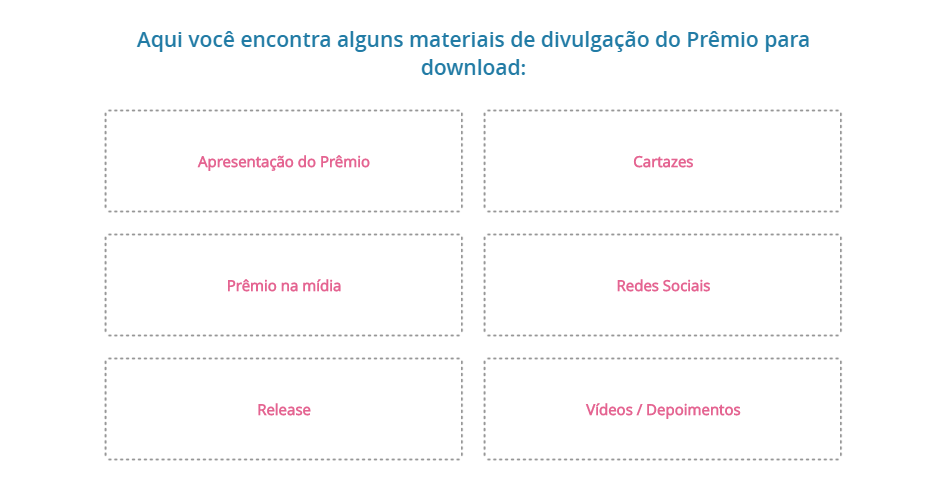 Aqui você encontra alguns materiais de divulgação do Prêmio para
download:
Apresentação do Prêmio
Cartazes
Prêmio na mídia
Redes Sociais
Release
Vídeos / Depoimentos